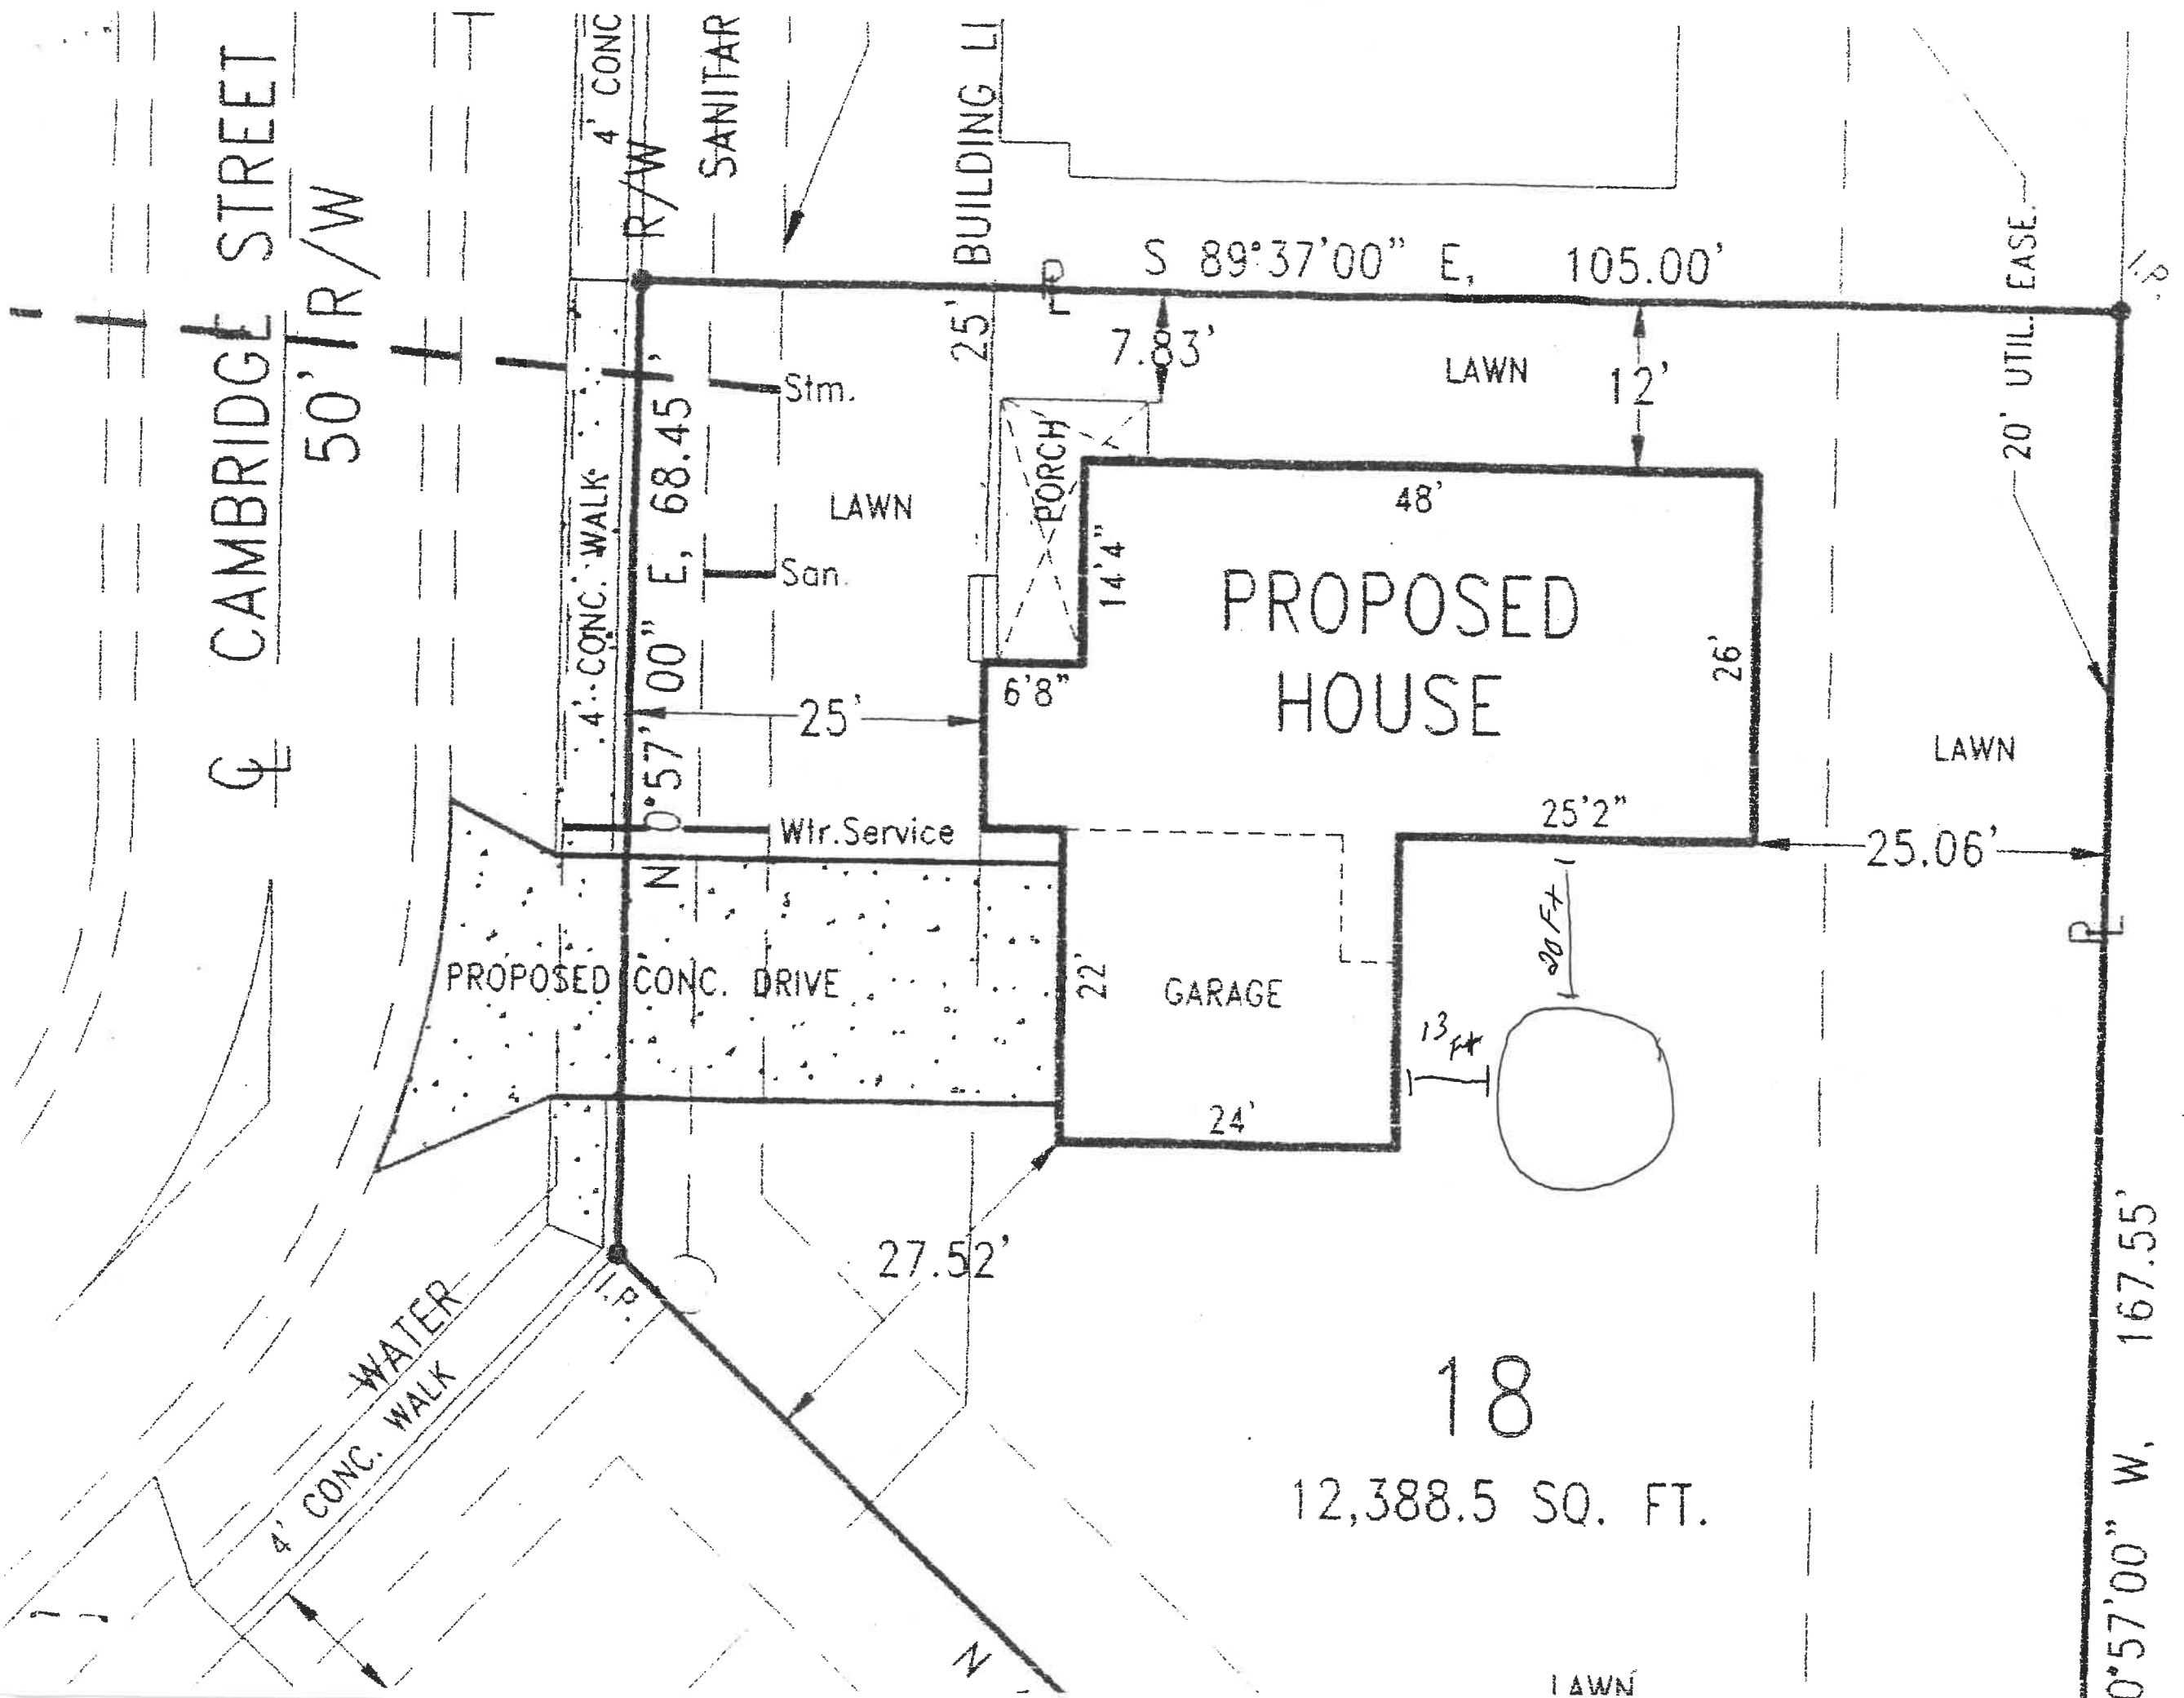 CAMBRIDGE STREET
50' R/W
4' CONC
R/W
SANITAR
BUILDING LI
25'
S 89°37'00" E, 105.00'
I.P.
20' UTIL. EASE.
7.83'
LAWN
12'
Stm.
PORCH
48'
4' CONC. WALK
N 0°57'00" E, 68.45'
LAWN
San.
14'4"
PROPOSED
HOUSE
26'
6'8"
25'
LAWN
Wtr.Service
25'2"
25.06'
20 Ft
PROPOSED CONC. DRIVE
22'
GARAGE
13 Ft
24'
27.52'
I.P.
WATER
4' CONC. WALK
18
12,388.5 SQ. FT.
0°57'00" W, 167.55'
N
LAWN